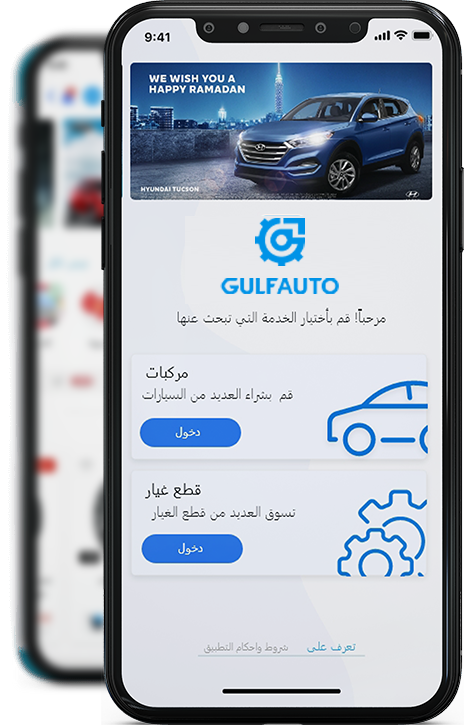 9:41
WE WISH YOU A
HAPPY RAMADAN
HYUNDAI TUCSON
GULFAUTO
مرحباً! قم بأختيار الخدمة التي تبحث عنها
مركبات
قم بشراء العديد من السيارات
دخول
قطع غيار
تسوق العديد من قطع الغيار
دخول
تعرف على شروط واحكام التطبيق